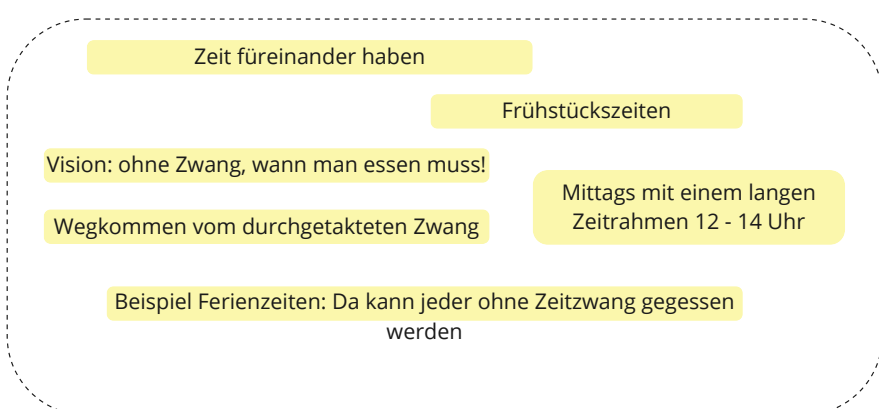 Zeit füreinander haben
Frühstückszeiten
Vision: ohne Zwang, wann man essen muss!
Mittags mit einem langen
Zeitrahmen 12 - 14 Uhr
Wegkommen vom durchgetakteten Zwang
Beispiel Ferienzeiten: Da kann jeder ohne Zeitzwang gegessen
werden